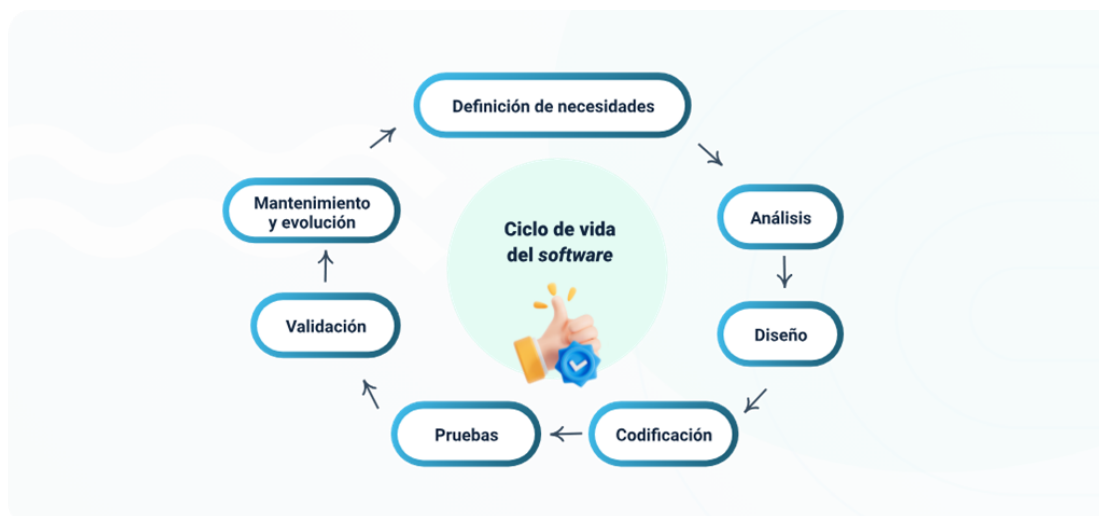 Definición de necesidades
Análisis
Diseño
Codificación
Pruebas
Validación
Mantenimiento
y evolución
Ciclo de vida
del software